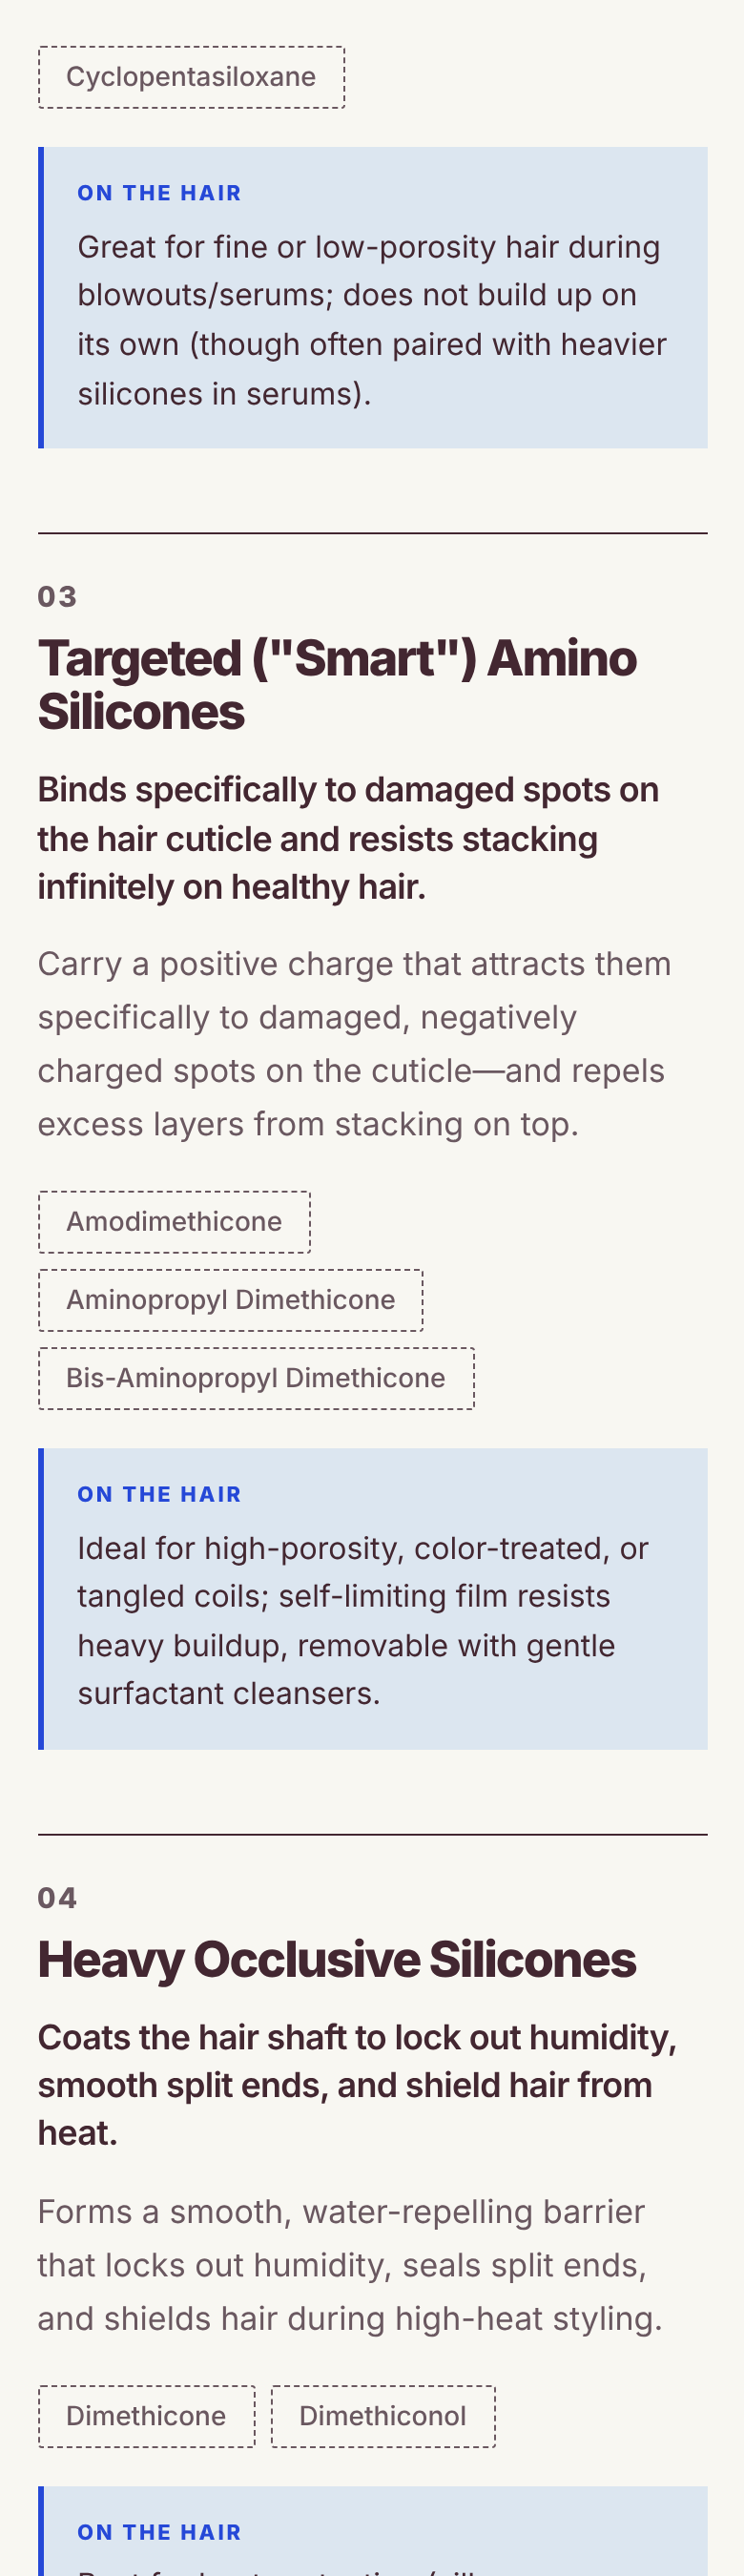 Cyclopentasiloxane
ON THE HAIR
Great for fine or low-porosity hair during
blowouts/serums; does not build up on
its own (though often paired with heavier
silicones in serums).
03
Targeted ("Smart") Amino
Silicones
Binds specifically to damaged spots on
the hair cuticle and resists stacking
infinitely on healthy hair.
Carry a positive charge that attracts them
specifically to damaged, negatively
charged spots on the cuticle—and repels
excess layers from stacking on top.
Amodimethicone
Aminopropyl Dimethicone
Bis-Aminopropyl Dimethicone
ON THE HAIR
Ideal for high-porosity, color-treated, or
tangled coils; self-limiting film resists
heavy buildup, removable with gentle
surfactant cleansers.
04
Heavy Occlusive Silicones
Coats the hair shaft to lock out humidity,
smooth split ends, and shield hair from
heat.
Forms a smooth, water-repelling barrier
that locks out humidity, seals split ends,
and shields hair during high-heat styling.
Dimethicone Dimethiconol
ON THE HAIR